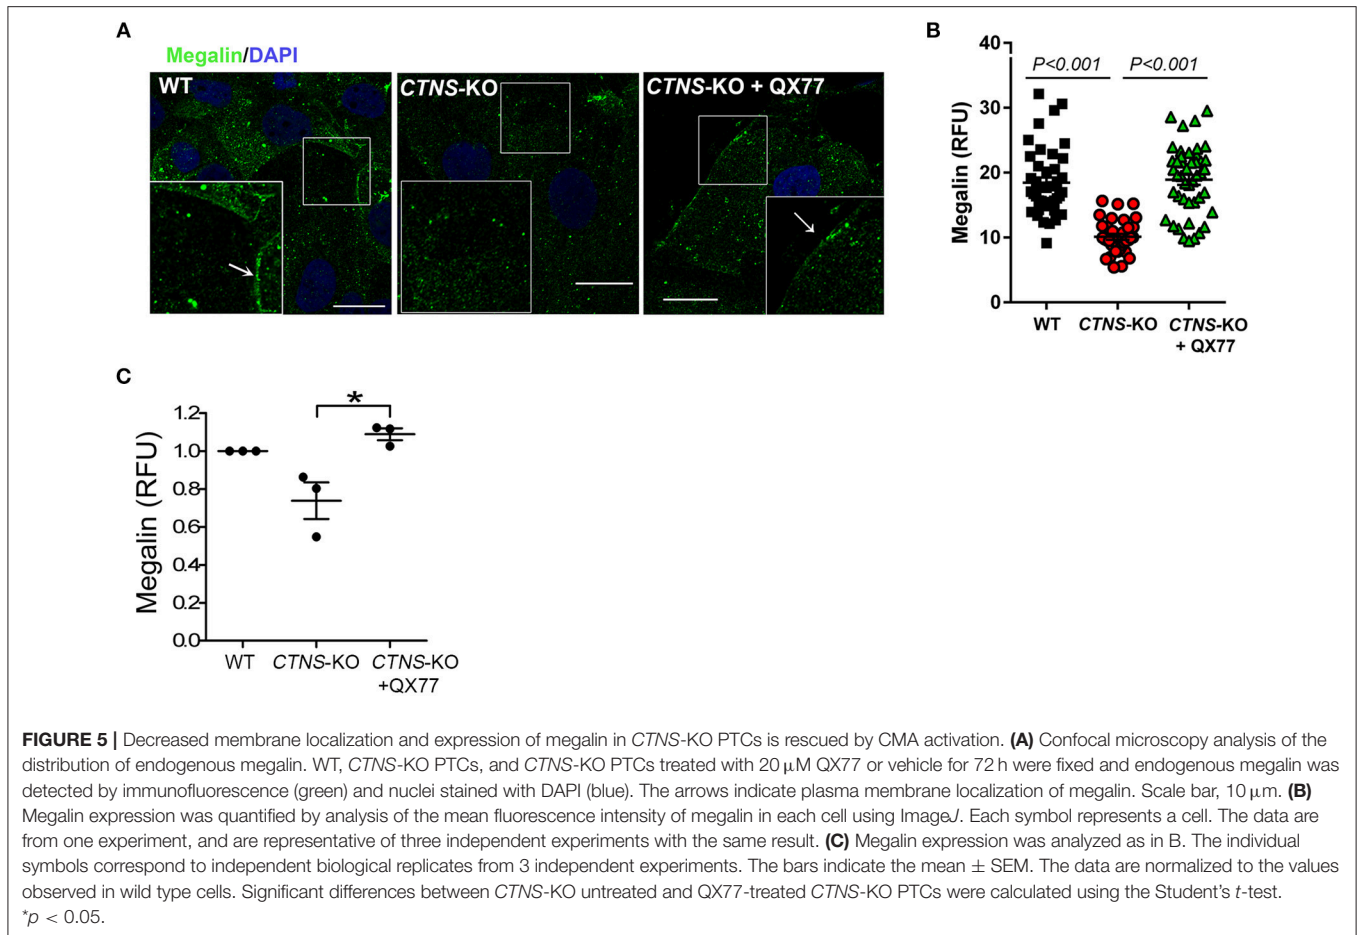 A
Megalin/DAPI
WT
CTNS-KO
CTNS-KO + QX77
B
40
30
20
10
0
Megalin (RFU)
P<0.001
P<0.001
WT
CTNS-KO
CTNS-KO
+ QX77
C
1.2
1.0
0.8
0.6
0.4
0.2
0.0
Megalin (RFU)
*
WT
CTNS-KO
CTNS-KO
+QX77
FIGURE 5 | Decreased membrane localization and expression of megalin in CTNS-KO PTCs is rescued by CMA activation. (A) Confocal microscopy analysis of the
distribution of endogenous megalin. WT, CTNS-KO PTCs, and CTNS-KO PTCs treated with 20 μM QX77 or vehicle for 72 h were fixed and endogenous megalin was
detected by immunofluorescence (green) and nuclei stained with DAPI (blue). The arrows indicate plasma membrane localization of megalin. Scale bar, 10 μm. (B)
Megalin expression was quantified by analysis of the mean fluorescence intensity of megalin in each cell using ImageJ. Each symbol represents a cell. The data are
from one experiment, and are representative of three independent experiments with the same result. (C) Megalin expression was analyzed as in B. The individual
symbols correspond to independent biological replicates from 3 independent experiments. The bars indicate the mean ± SEM. The data are normalized to the values
observed in wild type cells. Significant differences between CTNS-KO untreated and QX77-treated CTNS-KO PTCs were calculated using the Student's t-test.
*p < 0.05.